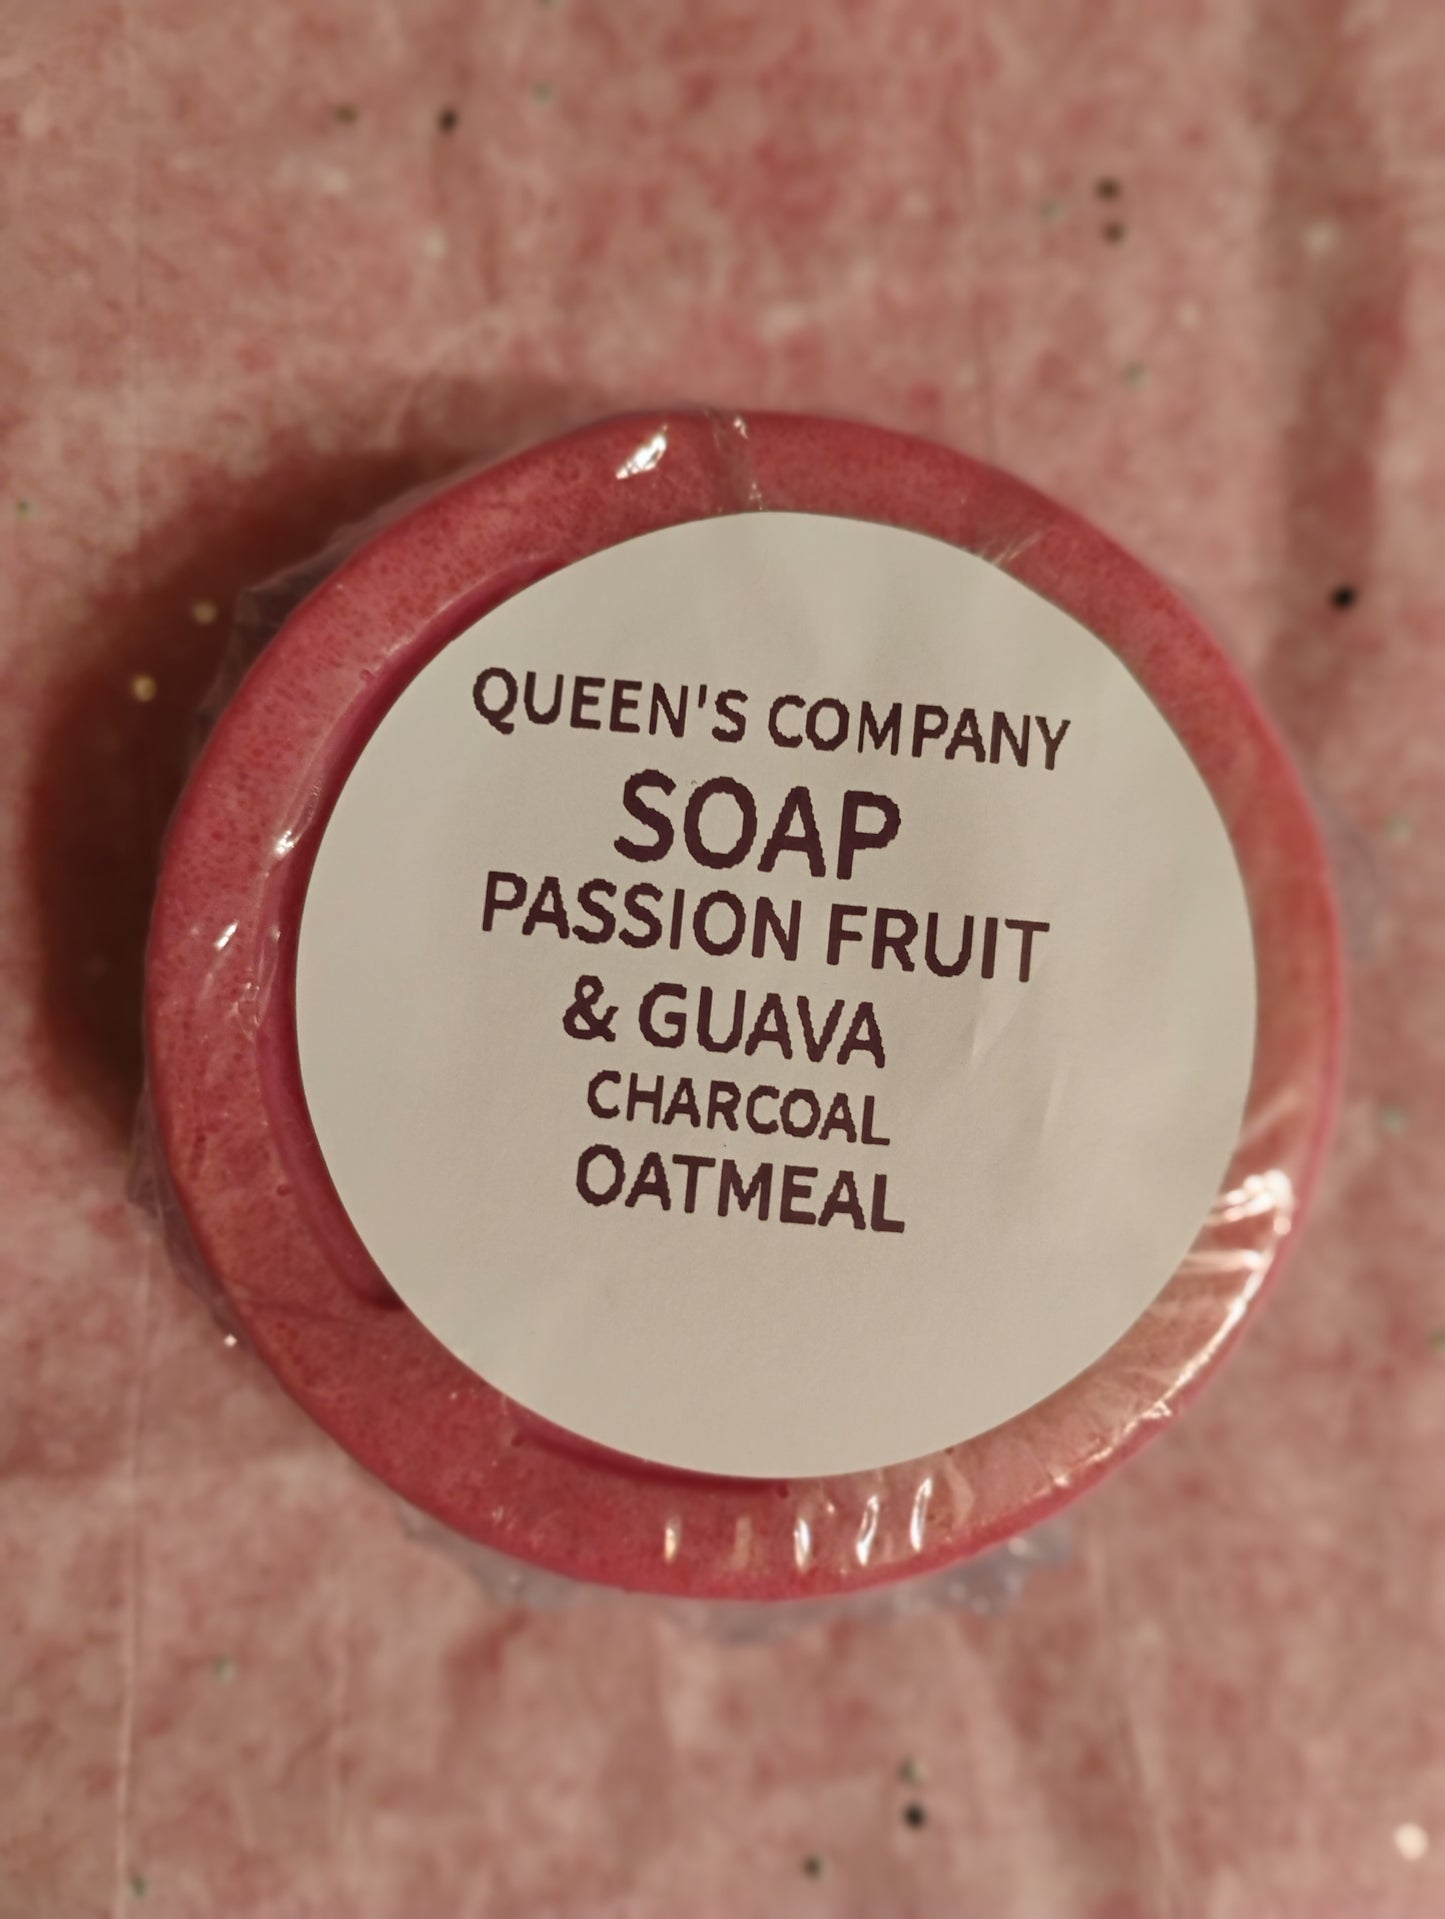 QUEEN'S COMPANY
SOAP
PASSION FRUIT
& GUAVA
CHARCOAL
OATMEAL